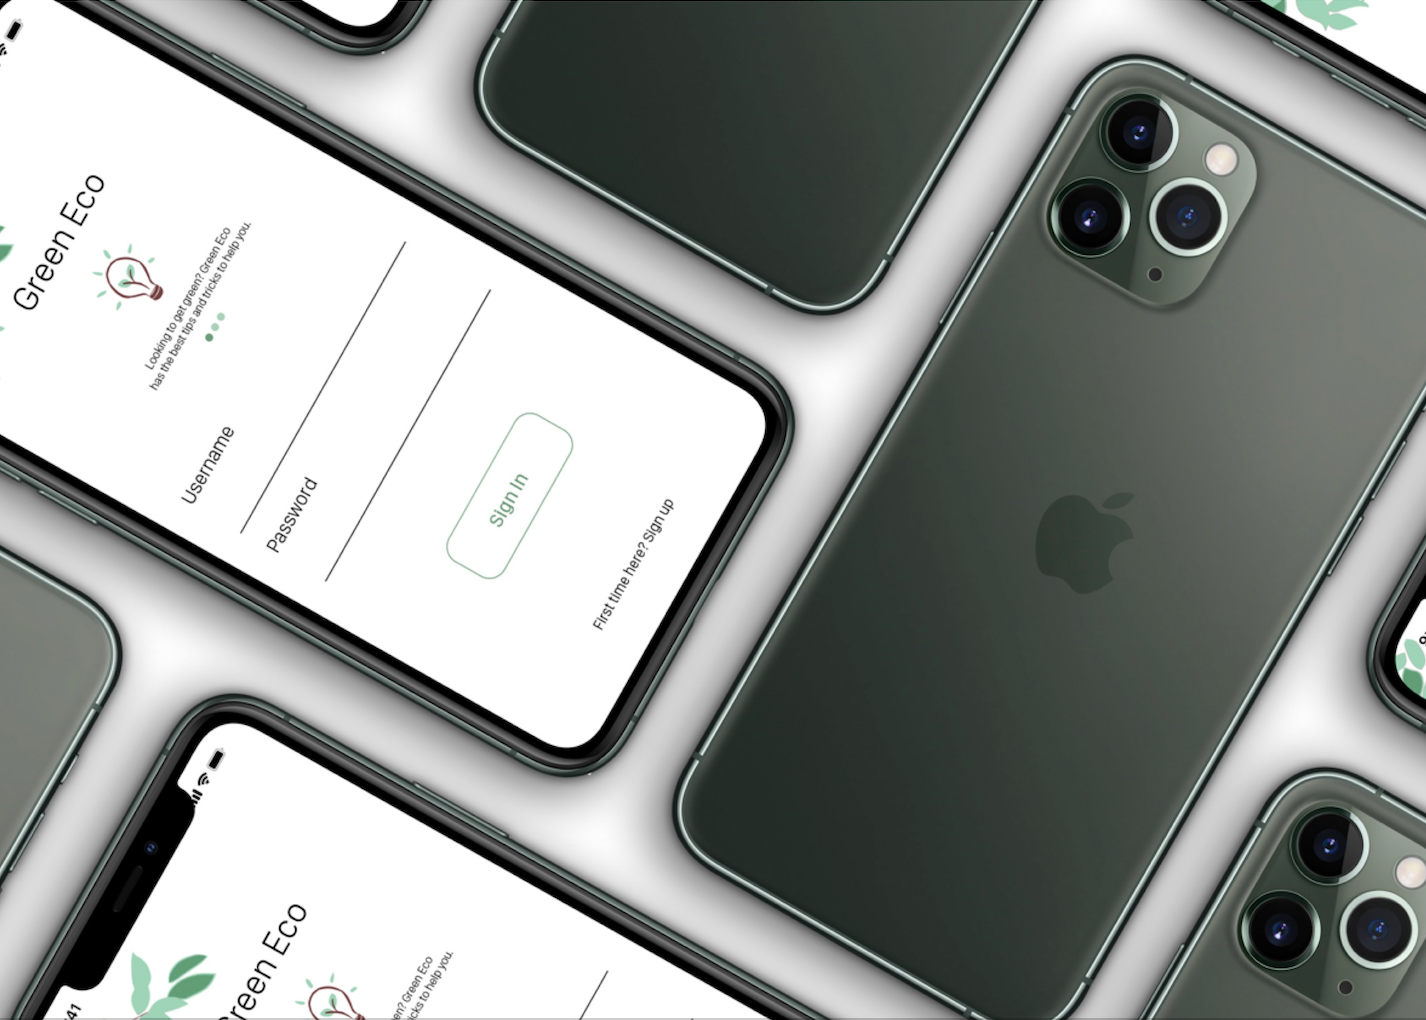 Green Eco
Looking to get green? Green Eco
has the best tips and tricks to help you.
Username
Password
Sign In
First time here? Sign up
:41
Green Eco
en? Green Eco
icks to help you.